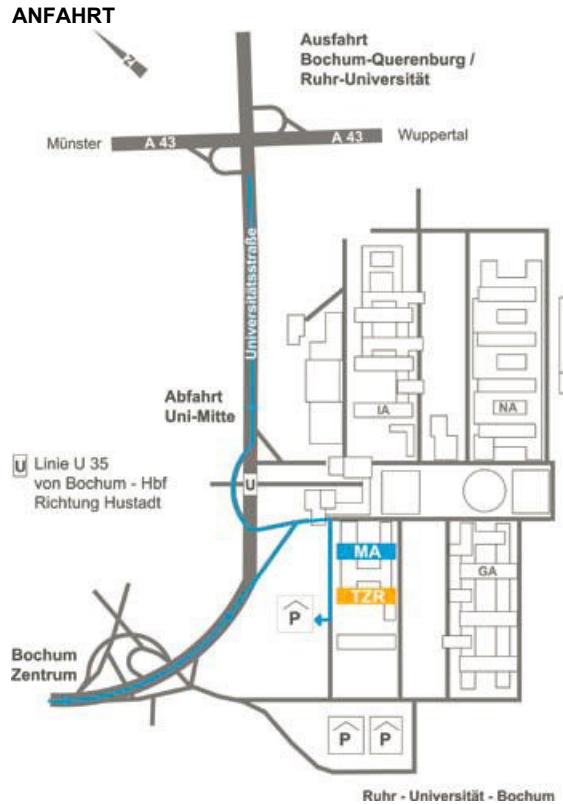 ANFAHRT
N
Ausfahrt
Bochum-Querenburg /
Ruhr-Universität
Münster
A 43
A 43
Wuppertal
Universitätsstraße
Abfahrt
Uni-Mitte
IA
NA
U Linie U 35
von Bochum - Hbf
Richtung Hustadt
U
MA
GA
TZR
P
Bochum
Zentrum
P
P
Ruhr - Universität - Bochum